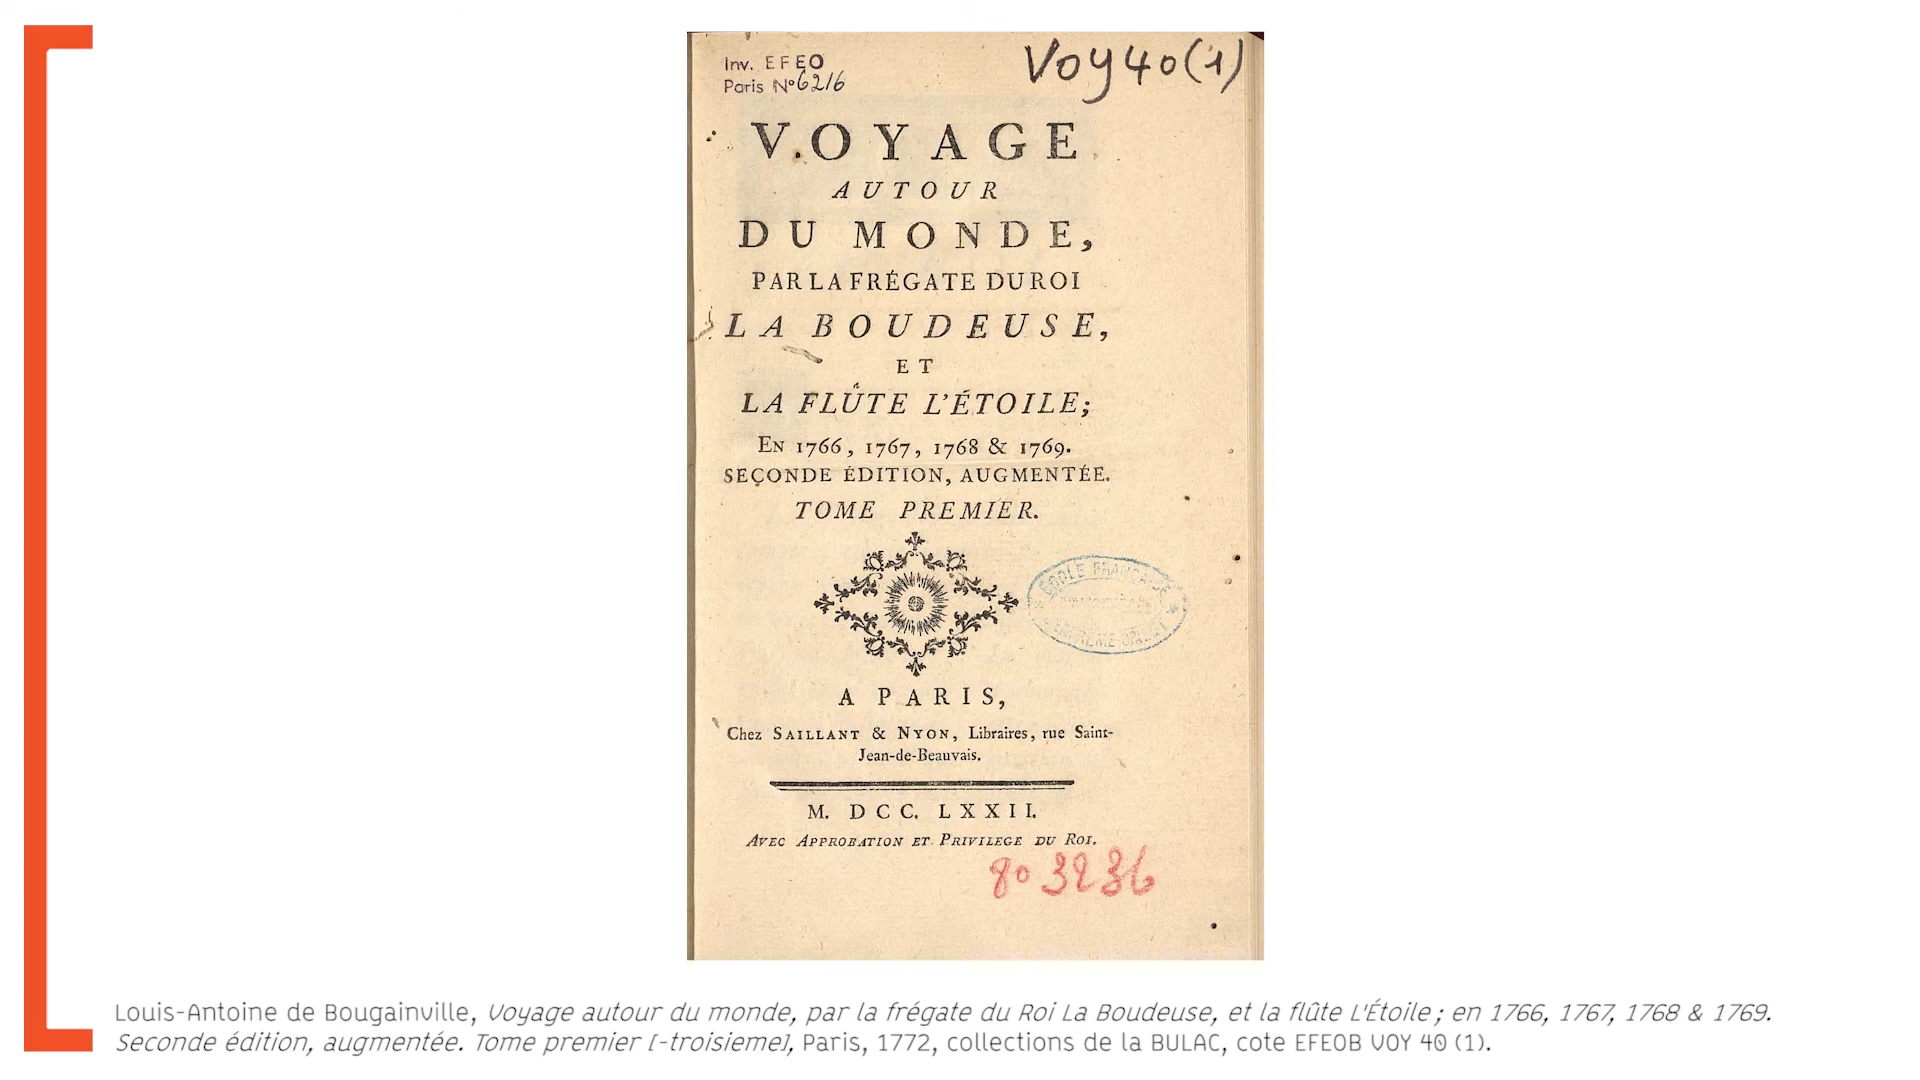 Inv. EFEO
Paris N° 6216
Voy 40 (1)
VOYAGE
AUTOUR
DU MONDE,
PAR LA FRÉGATE DU ROI
LA BOUDEUSE,
ET
LA FLÛTE L'ÉTOILE;
EN 1766, 1767, 1768 & 1769.
SEÇONDE ÉDITION, AUGMENTÉE.
TOME PREMIER.
ÉCOLE FRANÇAISE
A PARIS,
Chez SAILLANT & NYON, Libraires, rue Saint-
Jean-de-Beauvais.
M. DCC. LXXII.
AVEC APPROBATION ET PRIVILEGE DU ROI.
8° 3236
Louis-Antoine de Bougainville, Voyage autour du monde, par la frégate du Roi La Boudeuse, et la flûte L'Étoile ; en 1766, 1767, 1768 & 1769.
Seconde édition, augmentée. Tome premier [-troisieme], Paris, 1772, collections de la BULAC, cote EFEOB VOY 40 (1).